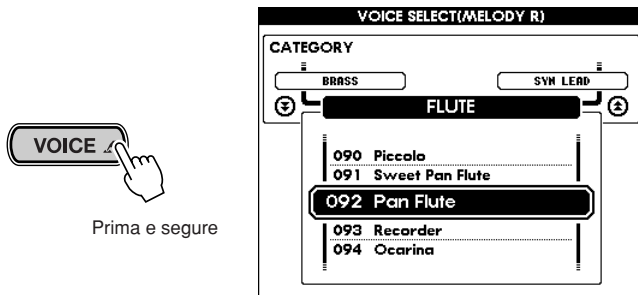 VOICE
Prima e segure
VOICE SELECT(MELODY R)
CATEGORY
BRASS SYN LEAD
FLUTE
090 Piccolo
091 Sweet Pan Flute
092 Pan Flute
093 Recorder
094 Ocarina